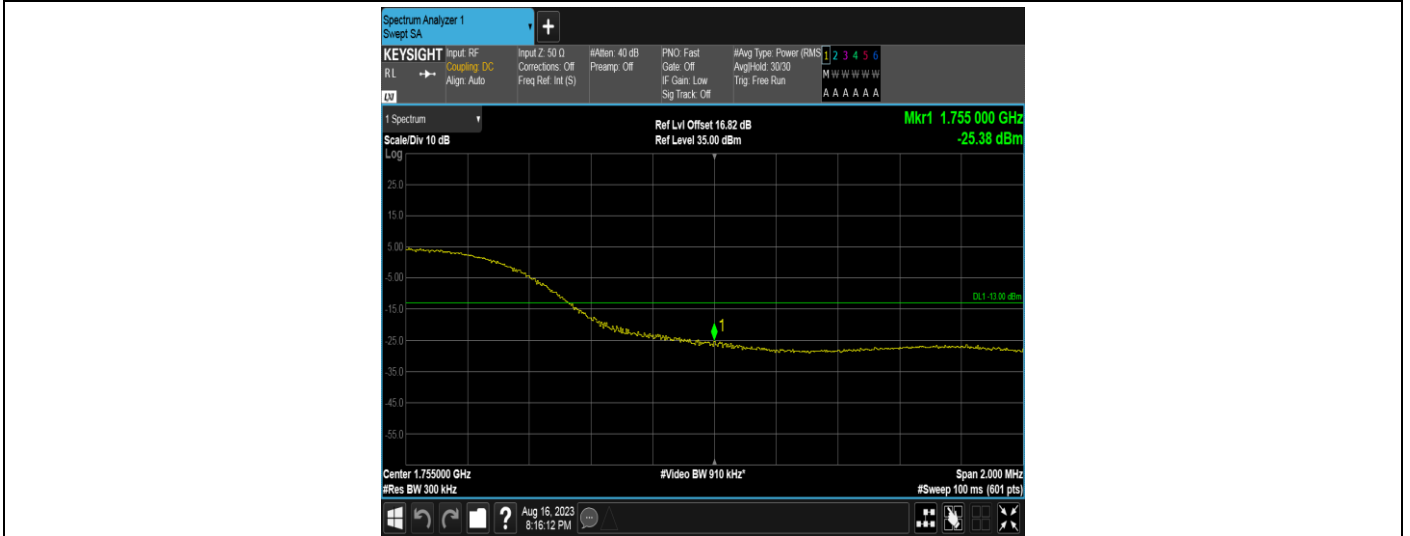 Spectrum Analyzer 1
Swept SA
+
KEYSIGHT Input: RF Input Z: 50 Ω #Atten: 40 dB PNO: Fast #Avg Type: Power (RMS 1 2 3 4 5 6
RL Coupling: DC Corrections: Off Preamp: Off Gate: Off Avg|Hold: 30/30 M W W W W W
Align: Auto Freq Ref: Int (S) IF Gain: Low Trig: Free Run
LXI Sig Track: Off A A A A A A
1 Spectrum Ref Lvl Offset 16.82 dB Mkr1 1.755 000 GHz
Scale/Div 10 dB Ref Level 35.00 dBm -25.38 dBm
Log
25.0
15.0
5.00
-5.00
DL1 -13.00 dBm
-15.0
1
-25.0
-35.0
-45.0
-55.0
Center 1.755000 GHz #Video BW 910 kHz* Span 2.000 MHz
#Res BW 300 kHz #Sweep 100 ms (601 pts)
? Aug 16, 2023
8:16:12 PM